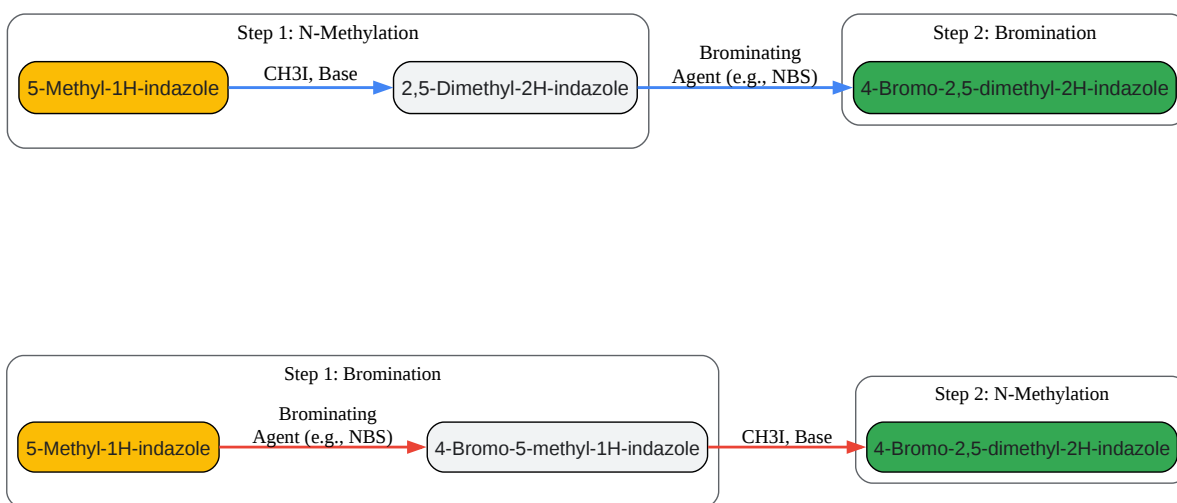 Step 1: N-Methylation
5-Methyl-1H-indazole
CH3I, Base
2,5-Dimethyl-2H-indazole
Brominating
Agent (e.g., NBS)
Step 2: Bromination
4-Bromo-2,5-dimethyl-2H-indazole
Step 1: Bromination
5-Methyl-1H-indazole
Brominating
Agent (e.g., NBS)
4-Bromo-5-methyl-1H-indazole
CH3I, Base
Step 2: N-Methylation
4-Bromo-2,5-dimethyl-2H-indazole